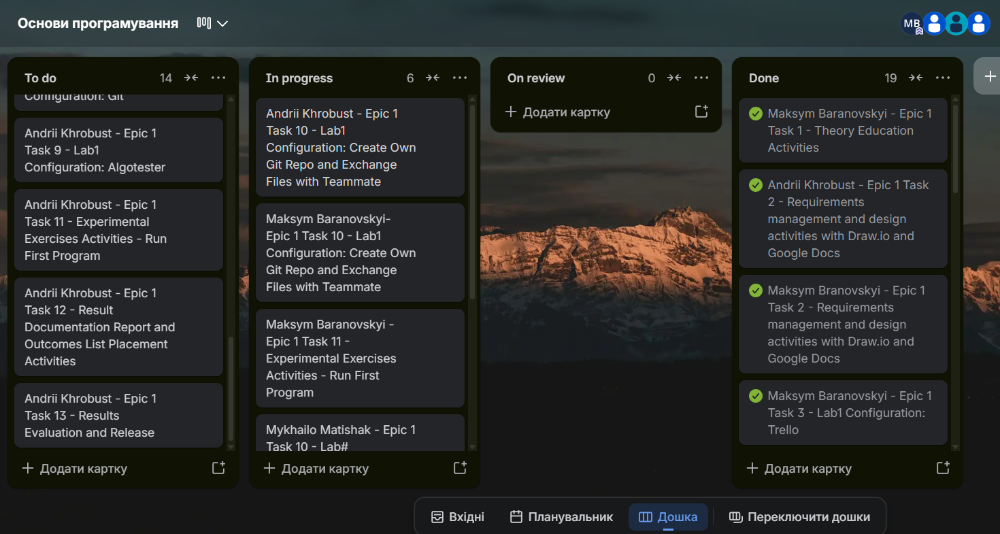 Основи програмування
MB
To do
14
Configuration: Git
Andrii Khrobust - Epic 1
Task 9 - Lab1
Configuration: Algotester
Andrii Khrobust - Epic 1
Task 11 - Experimental
Exercises Activities - Run
First Program
Andrii Khrobust - Epic 1
Task 12 - Result
Documentation Report and
Outcomes List Placement
Activities
Andrii Khrobust - Epic 1
Task 13 - Results
Evaluation and Release
Додати картку
In progress
6
Andrii Khrobust - Epic 1
Task 10 - Lab1
Configuration: Create Own
Git Repo and Exchange
Files with Teammate
Maksym Baranovskyi-
Epic 1 Task 10 - Lab1
Configuration: Create Own
Git Repo and Exchange
Files with Teammate
Maksym Baranovskyi -
Epic 1 Task 11 -
Experimental Exercises
Activities - Run First
Program
Mykhailo Matishak - Epic 1
Task 10 - Lab#
Додати картку
On review
0
Додати картку
Done
19
Maksym Baranovskyi - Epic 1
Task 1 - Theory Education
Activities
Andrii Khrobust - Epic 1 Task
2 - Requirements
management and design
activities with Draw.io and
Google Docs
Maksym Branovskyi - Epic 1
Task 2 - Requirements
management and design
activities with Draw.io and
Google Docs
Maksym Baranovskyi - Epic 1
Task 3 - Lab1 Configuration:
Trello
Додати картку
Вхідні
Планувальник
Дошка
Переключити дошки